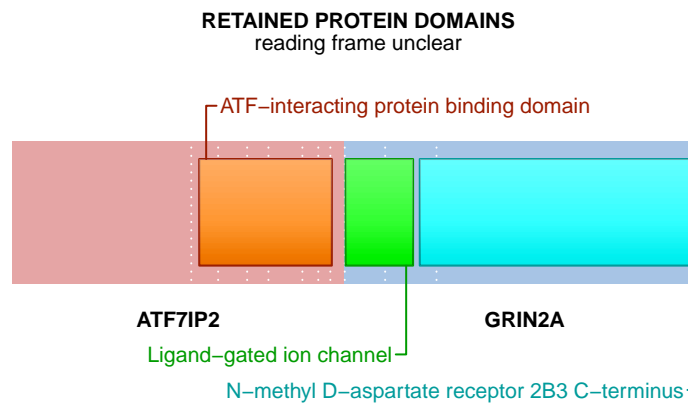 RETAINED PROTEIN DOMAINS
reading frame unclear
ATF−interacting protein binding domain
ATF7IP2
GRIN2A
Ligand−gated ion channel
N−methyl D−aspartate receptor 2B3 C−terminus